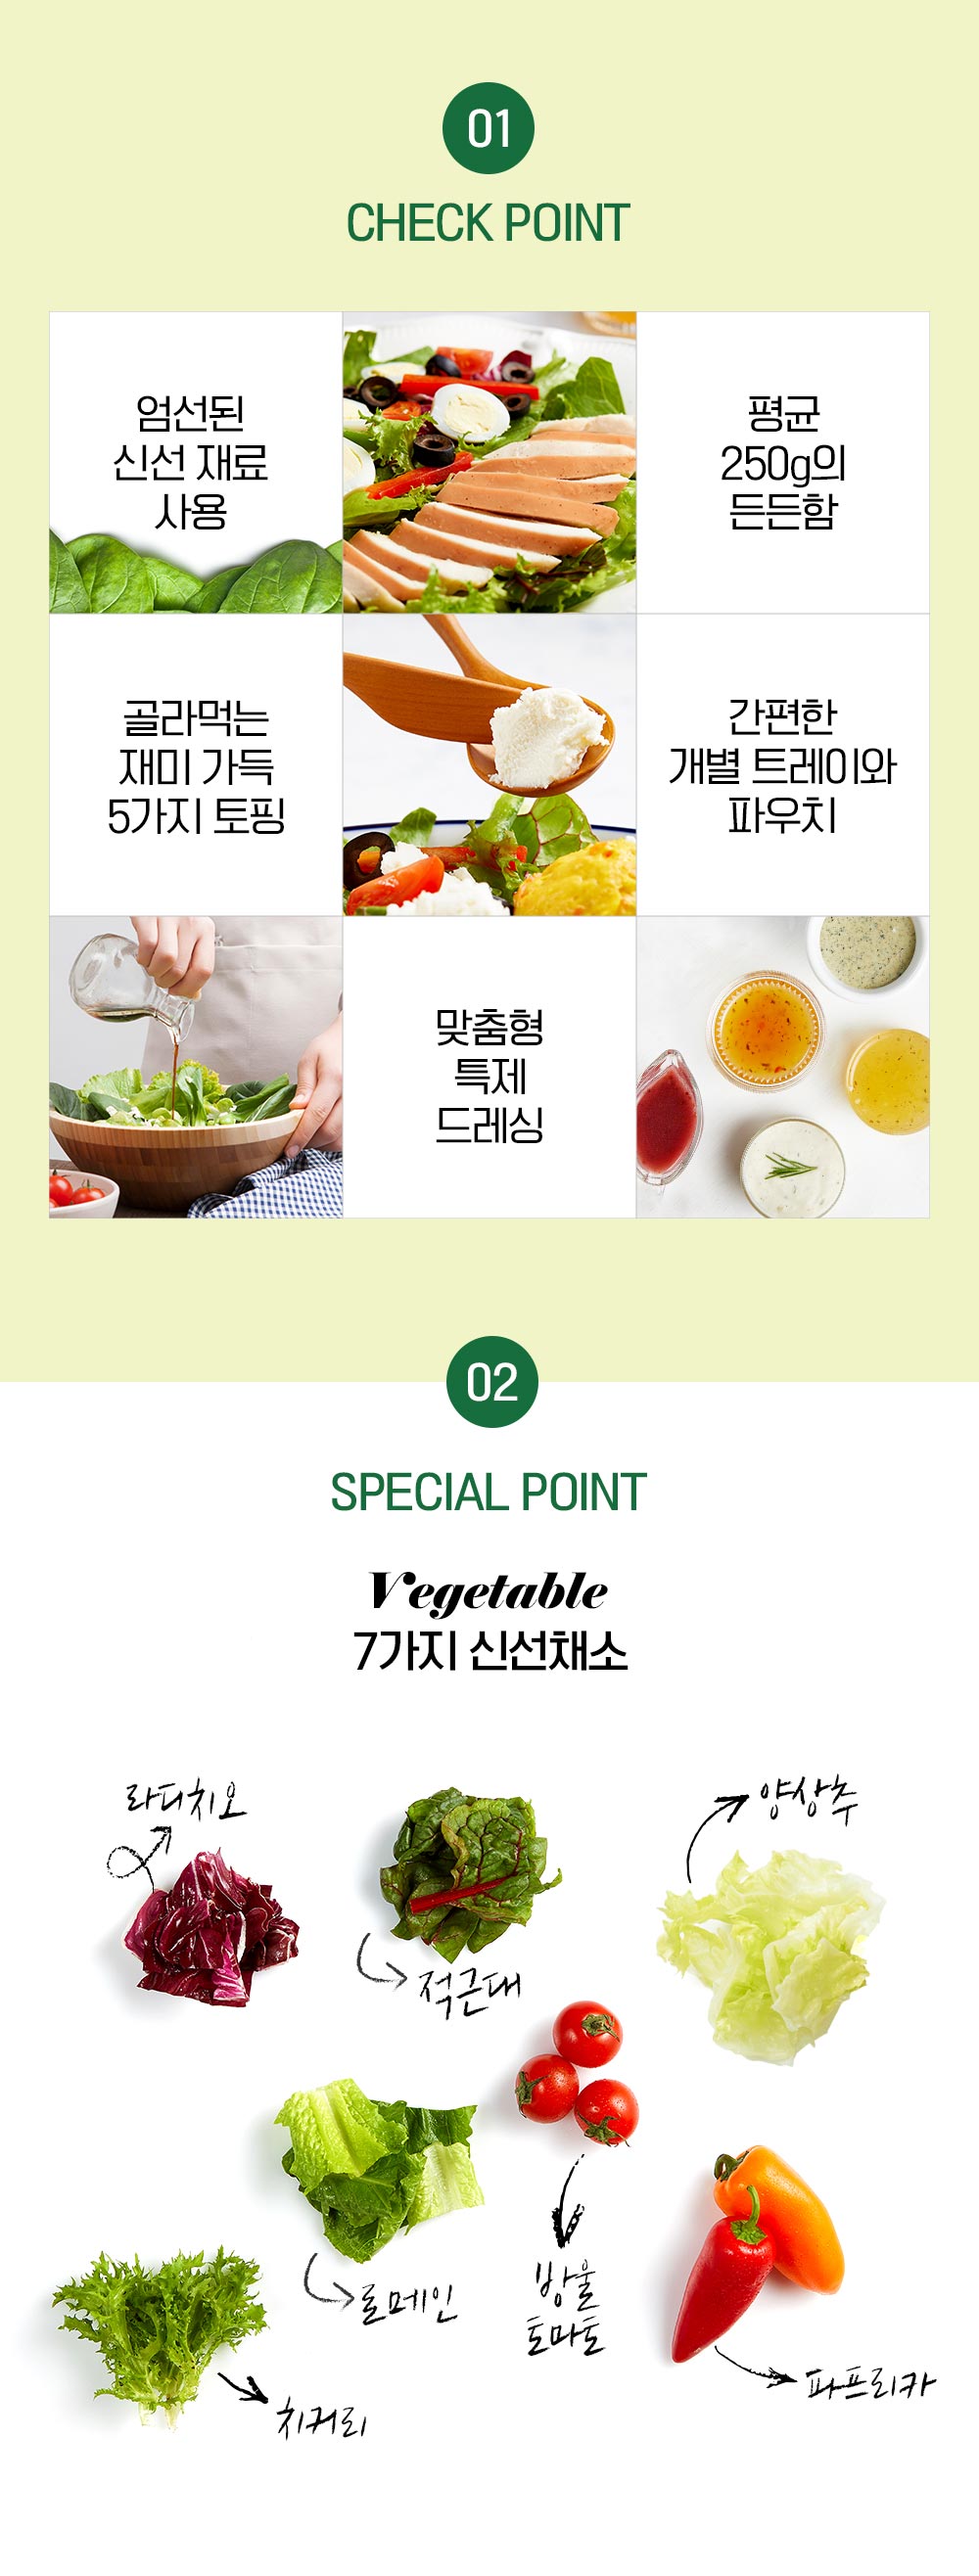 01
CHECK POINT
엄선된
신선 재료
사용
평균
250g의
든든함
골라먹는
재미 가득
5가지 토핑
간편한
개별 트레이와
파우치
맞춤형
특제
드레싱
02
SPECIAL POINT
Vegetable
7가지 신선채소
라디치오
양상추
적근대
로메인
방울
토마토
파프리카
치커리